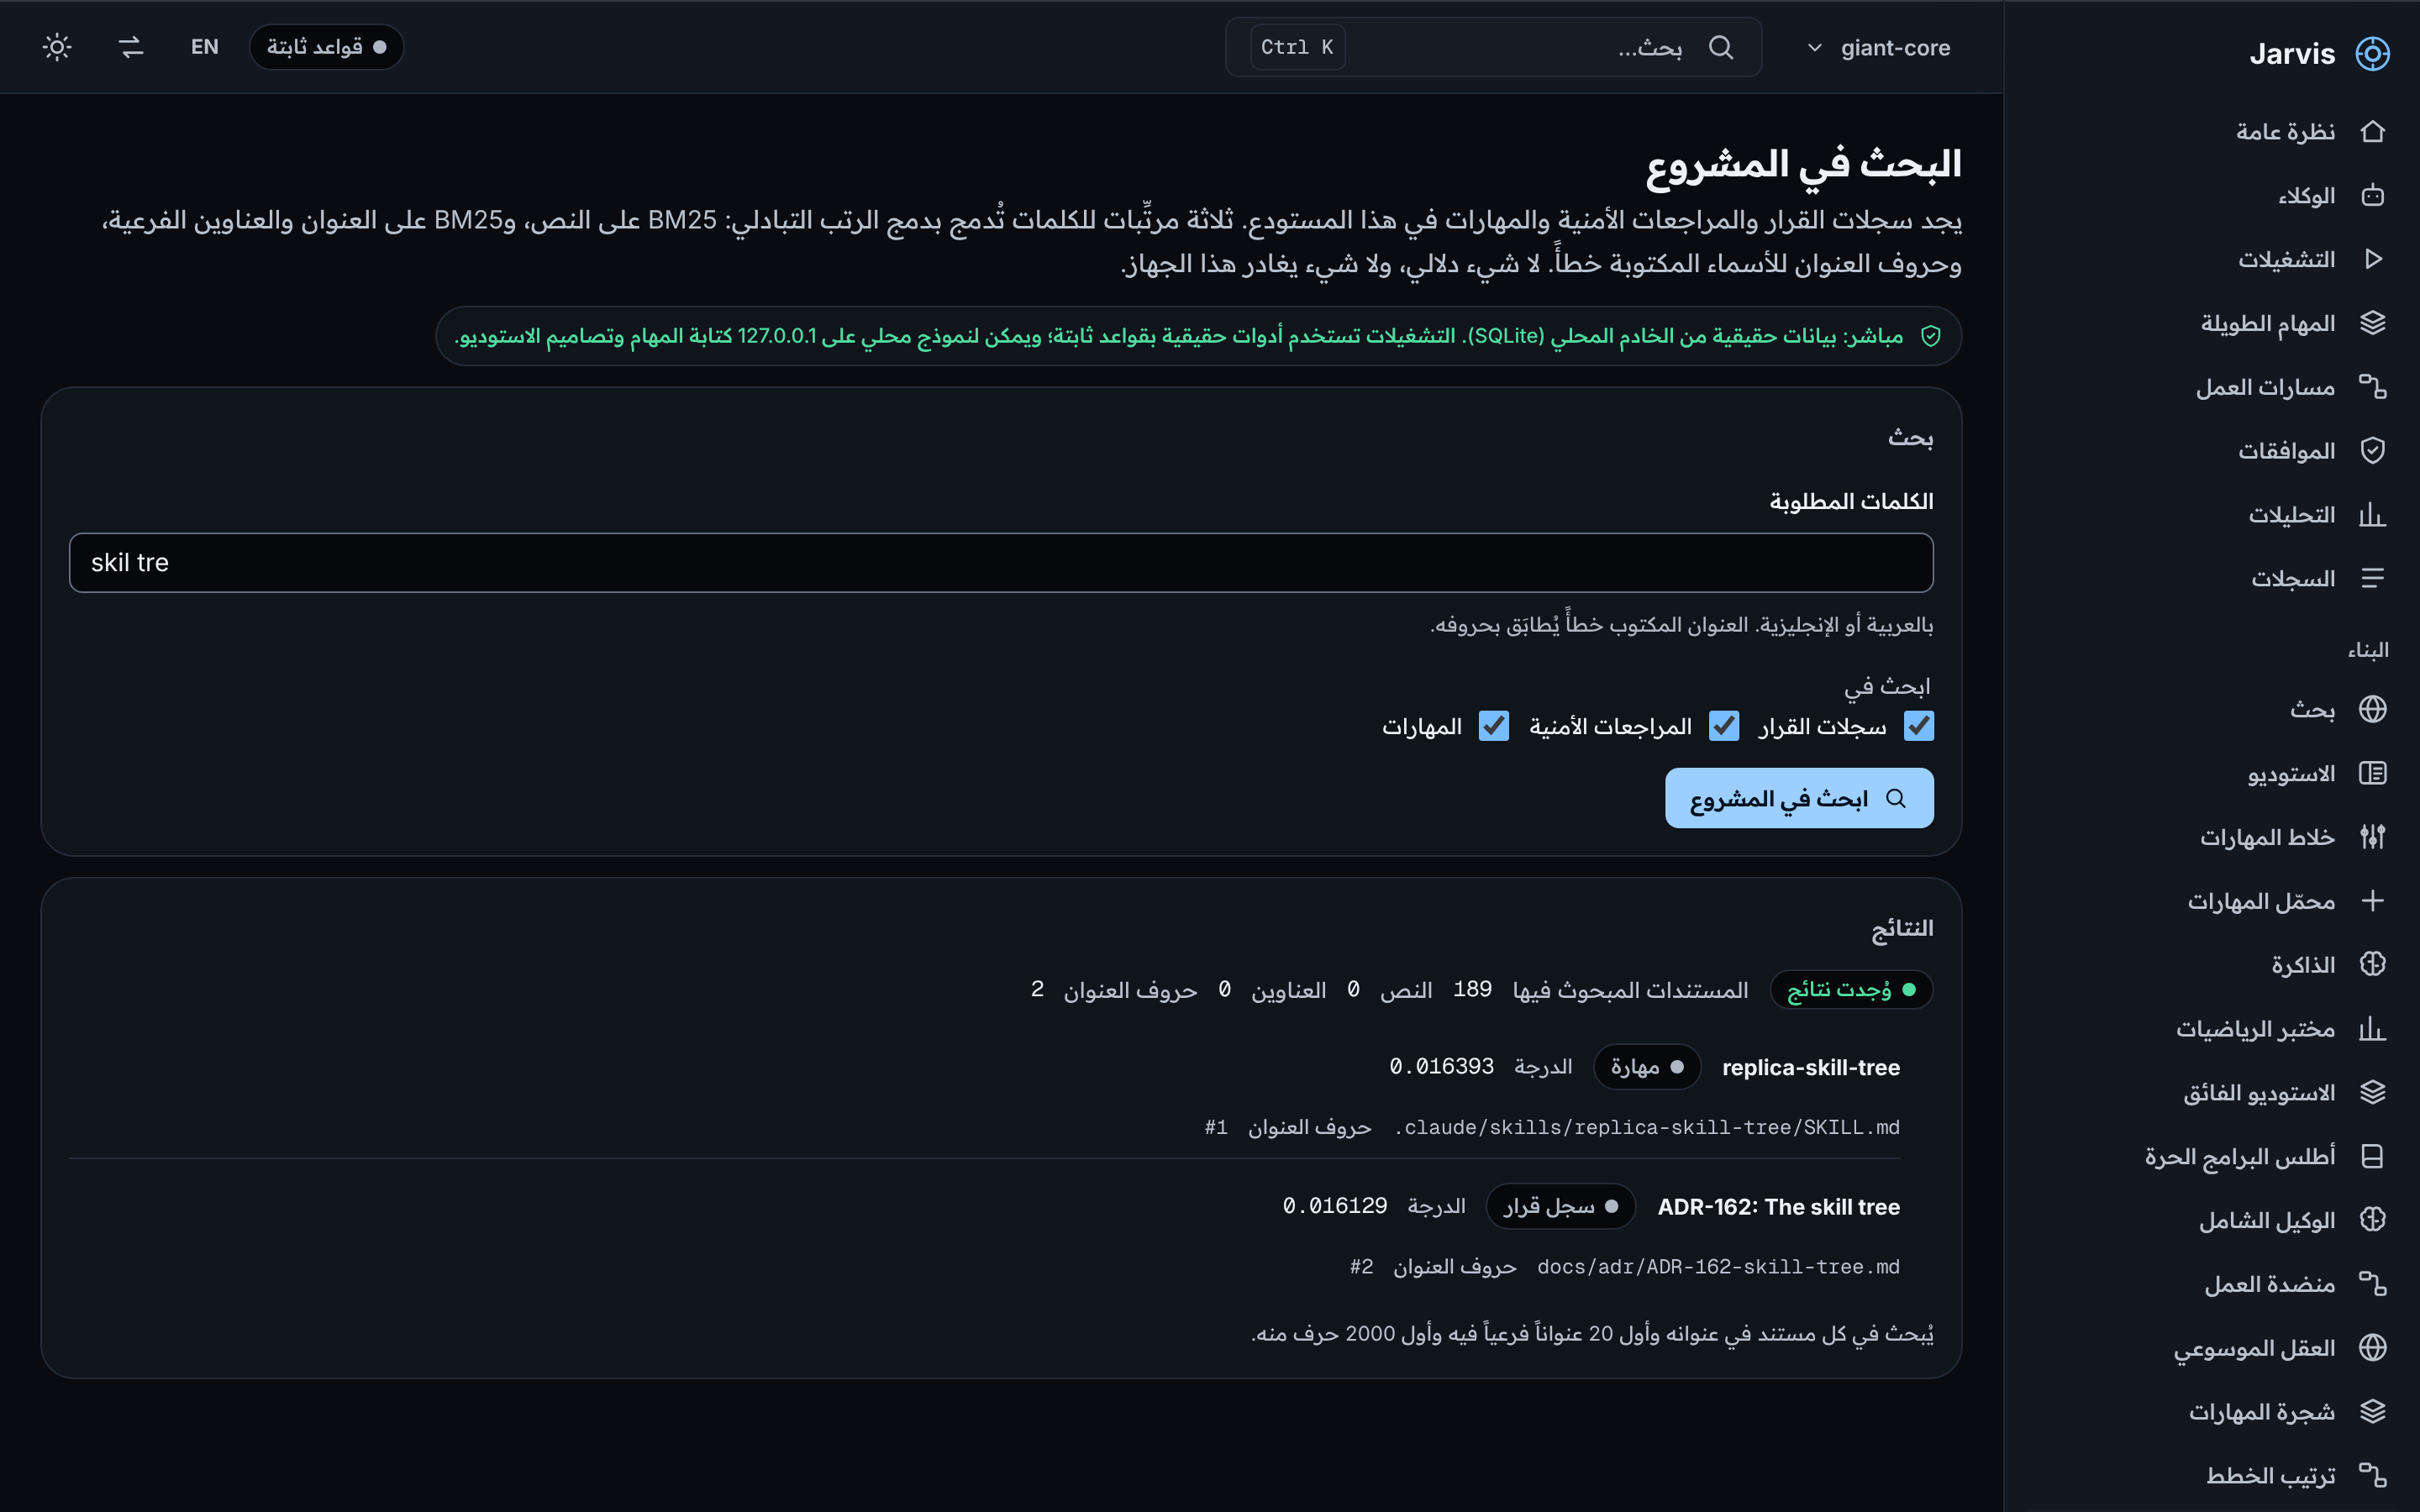 Jarvis
نظرة عامة
الوكلاء
التشغيلات
المهام الطويلة
مسارات العمل
الموافقات
التحليلات
السجلات
البناء
بحث
الاستوديو
خلاط المهارات
محمّل المهارات
الذاكرة
مختبر الرياضيات
الاستوديو الفائق
أطلس البرامج الحرة
الوكيل الشامل
منضدة العمل
العقل الموسوعي
شجرة المهارات
ترتيب الخطط
giant-core
بحث... Ctrl K
قواعد ثابتة
EN
البحث في المشروع
يجد سجلات القرار والمراجعات الأمنية والمهارات في هذا المستودع. ثلاثة مرتِّبات للكلمات تُدمج بدمج الرتب التبادلي: BM25 على النص، وBM25 على العنوان والعناوين الفرعية،
وحروف العنوان للأسماء المكتوبة خطأً. لا شيء دلالي، ولا شيء يغادر هذا الجهاز.
مباشر: بيانات حقيقية من الخادم المحلي (SQLite). التشغيلات تستخدم أدوات حقيقية بقواعد ثابتة؛ ويمكن لنموذج محلي على 127.0.0.1 كتابة المهام وتصاميم الاستوديو.
بحث
الكلمات المطلوبة
skil tre
بالعربية أو الإنجليزية. العنوان المكتوب خطأً يُطابَق بحروفه.
ابحث في
سجلات القرار المراجعات الأمنية المهارات
ابحث في المشروع
النتائج
وُجدت نتائج المستندات المبحوث فيها 189 النص 0 العناوين 0 حروف العنوان 2
replica-skill-tree مهارة الدرجة 0.016393
.claude/skills/replica-skill-tree/SKILL.md حروف العنوان #1
ADR-162: The skill tree سجل قرار الدرجة 0.016129
docs/adr/ADR-162-skill-tree.md حروف العنوان #2
يُبحث في كل مستند في عنوانه وأول 20 عنواناً فرعياً فيه وأول 2000 حرف منه.